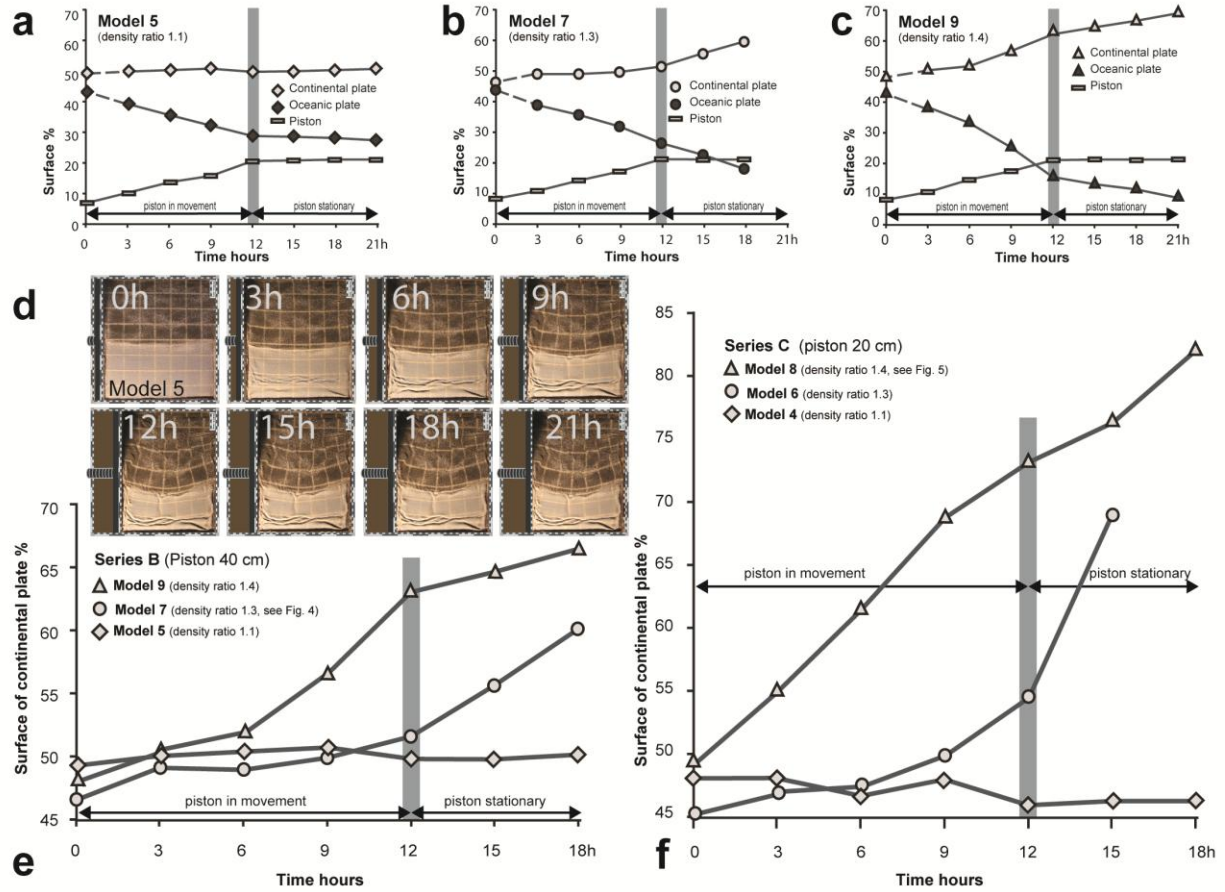 a
Model 5
(density ratio 1.1)
70
60
50
40
30
20
10
0
Surface %
Continental plate
Oceanic plate
Piston
piston in movement
piston stationary
0 3 6 9 12 15 18 21h
Time hours
b
Model 7
(density ratio 1.3)
70
60
50
40
30
20
10
0
Surface %
Continental plate
Oceanic plate
Piston
piston in movement
piston stationary
0 3 6 9 12 15 18 21h
Time hours
c
Model 9
(density ratio 1.4)
70
60
50
40
30
20
10
0
Surface %
Continental plate
Oceanic plate
Piston
piston in movement
piston stationary
0 3 6 9 12 15 18 21h
Time hours
d
0h 3h 6h 9h
Model 5
12h 15h 18h 21h
Series B (Piston 40 cm)
Model 9 (density ratio 1.4)
Model 7 (density ratio 1.3, see Fig. 4)
Model 5 (density ratio 1.1)
65
60
55
50
45
Surface of continental plate %
piston in movement
piston stationary
0 3 6 9 12 15 18h
Time hours
e
Series C (piston 20 cm)
Model 8 (density ratio 1.4, see Fig. 5)
Model 6 (density ratio 1.3)
Model 4 (density ratio 1.1)
85
80
75
70
65
60
55
50
45
Surface of continental plate %
piston in movement
piston stationary
0 3 6 9 12 15 18h
Time hours
f